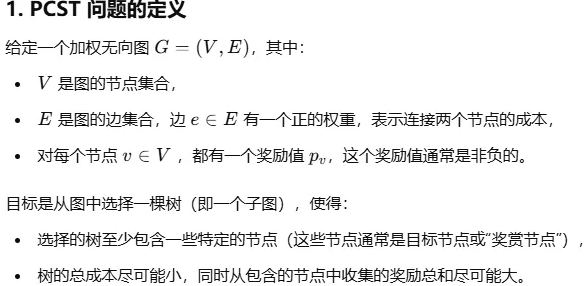 1. PCST 问题的定义
给定一个加权无向图 G = (V, E)，其中：
• V 是图的节点集合，
• E 是图的边集合，边 e ∈ E 有一个正的权重，表示连接两个节点的成本，
• 对每个节点 v ∈ V ，都有一个奖励值 pᵥ，这个奖励值通常是非负的。
目标是从图中选择一棵树（即一个子图），使得：
• 选择的树至少包含一些特定的节点（这些节点通常是目标节点或“奖赏节点”），
• 树的总成本尽可能小，同时从包含的节点中收集的奖励总和尽可能大。